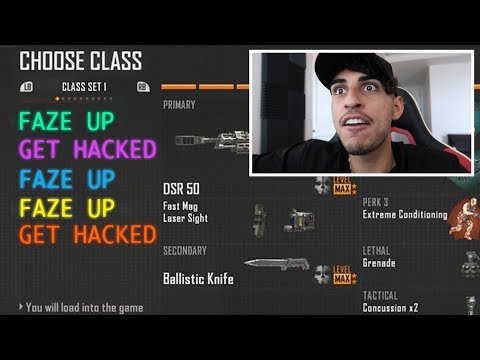 CHOOSE CLASS
LB CLASS SET 1 RB
FAZE UP
GET HACKED
FAZE UP
FAZE UP
GET HACKED
PRIMARY
DSR 50
Fast Mag
Laser Sight
LEVEL
MAX
SECONDARY
Ballistic Knife
LEVEL
MAX
PERK 3
Extreme Conditioning
LETHAL
Grenade
TACTICAL
Concussion x2
You will load into the game